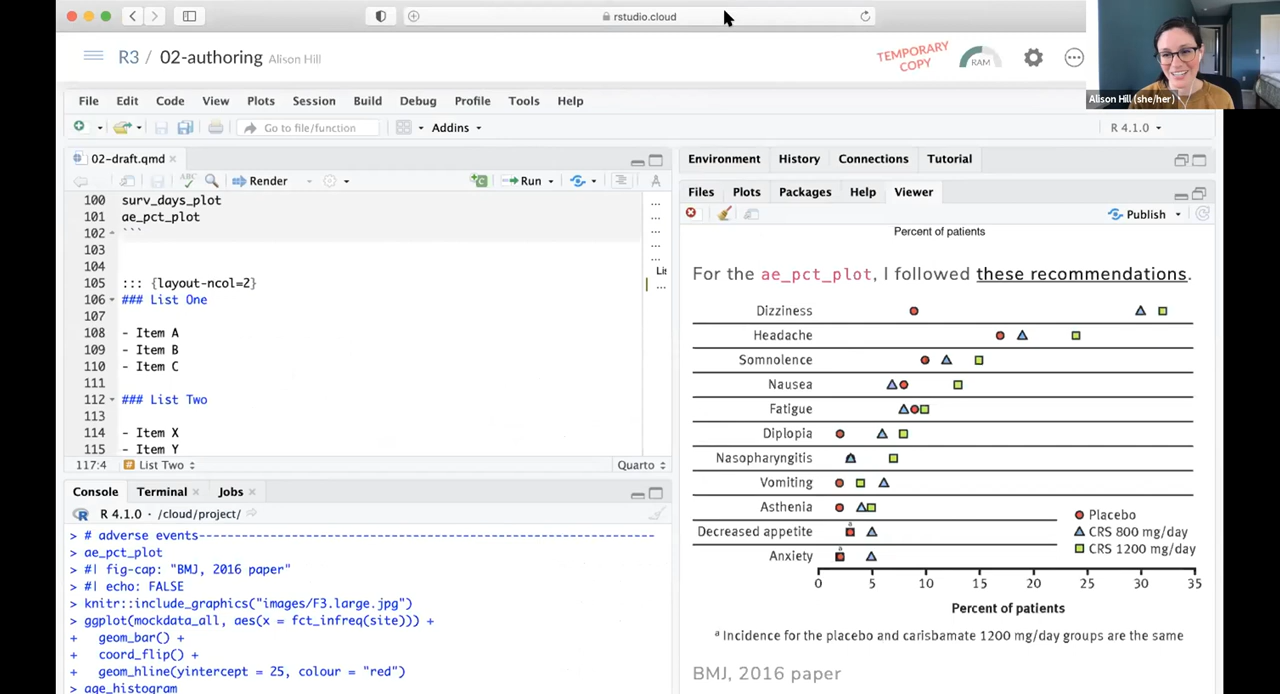 rstudio.cloud
R3 / 02-authoring Alison Hill
TEMPORARY
COPY
RAM
Alison Hill (she/her)
File Edit Code View Plots Session Build Debug Profile Tools Help
Go to file/function
Addins
R 4.1.0
02-draft.qmd
ABC
Render
Run
100 surv_days_plot
101 ae_pct_plot
102 ```
103
104
105 ::: {layout-ncol=2}
106 ### List One
107
108 - Item A
109 - Item B
110 - Item C
111
112 ### List Two
113
114 - Item X
115 - Item Y
...
...
...
...
...
Li
...
117:4 # List Two Quarto
Console Terminal Jobs
R R 4.1.0 · /cloud/project/
> # adverse events------------------------------------------------------------------
> ae_pct_plot
> #| fig-cap: "BMJ, 2016 paper"
> #| echo: FALSE
> knitr::include_graphics("images/F3.large.jpg")
> ggplot(mockdata_all, aes(x = fct_infreq(site))) +
+ geom_bar() +
+ coord_flip() +
+ geom_hline(yintercept = 25, colour = "red")
> age_histogram
Environment History Connections Tutorial
Files Plots Packages Help Viewer
Publish
Percent of patients
For the ae_pct_plot, I followed these recommendations.
Dizziness
Headache
Somnolence
Nausea
Fatigue
Diplopia
Nasopharyngitis
Vomiting
Asthenia
Decreased appetite a
Anxiety a
Placebo
CRS 800 mg/day
CRS 1200 mg/day
0 5 10 15 20 25 30 35
Percent of patients
a Incidence for the placebo and carisbamate 1200 mg/day groups are the same
BMJ, 2016 paper